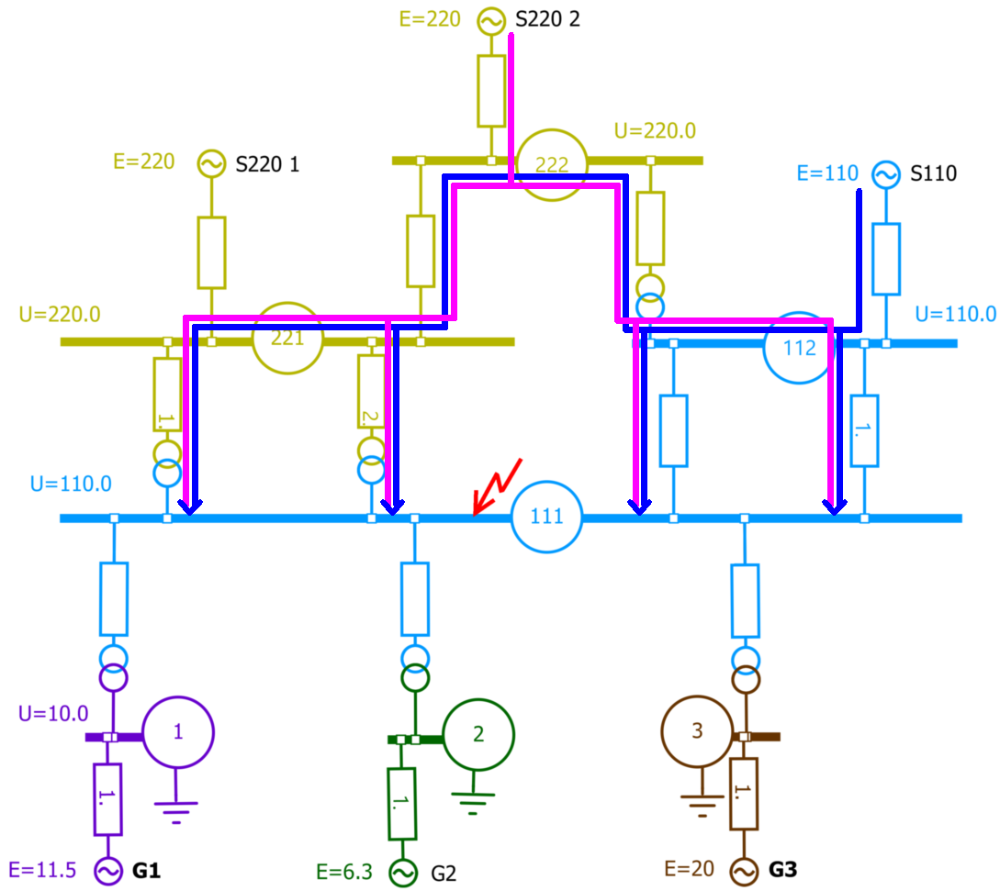 E=220
S220 2
U=220.0
222
E=220
S220 1
E=110
S110
U=220.0
221
U=110.0
112
1.
2.
1.
U=110.0
111
U=10.0
1
2
3
1.
1.
1.
E=11.5
G1
E=6.3
G2
E=20
G3